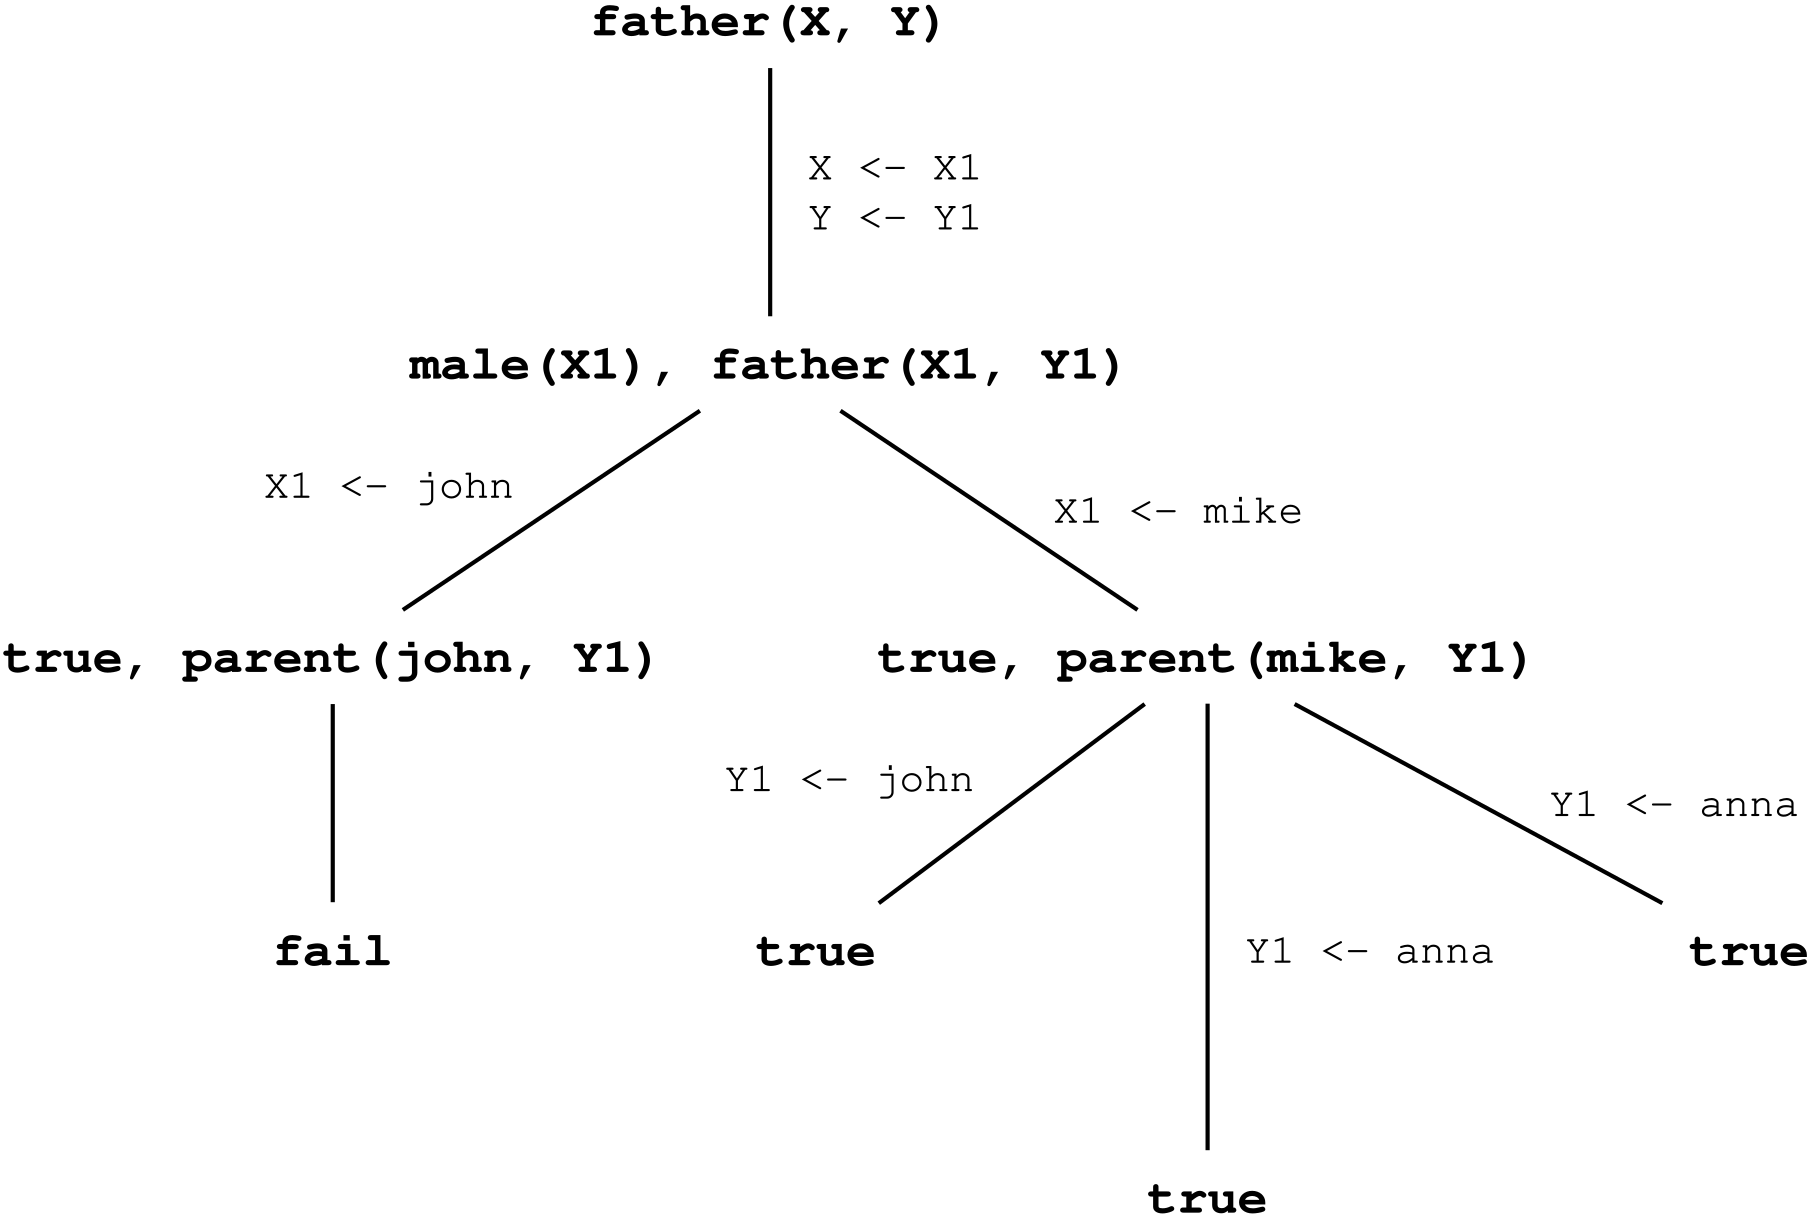 father(X, Y)
X <- X1
Y <- Y1
male(X1), father(X1, Y1)
X1 <- john
X1 <- mike
true, parent(john, Y1)
true, parent(mike, Y1)
Y1 <- john
Y1 <- anna
fail
true
Y1 <- anna
true
true